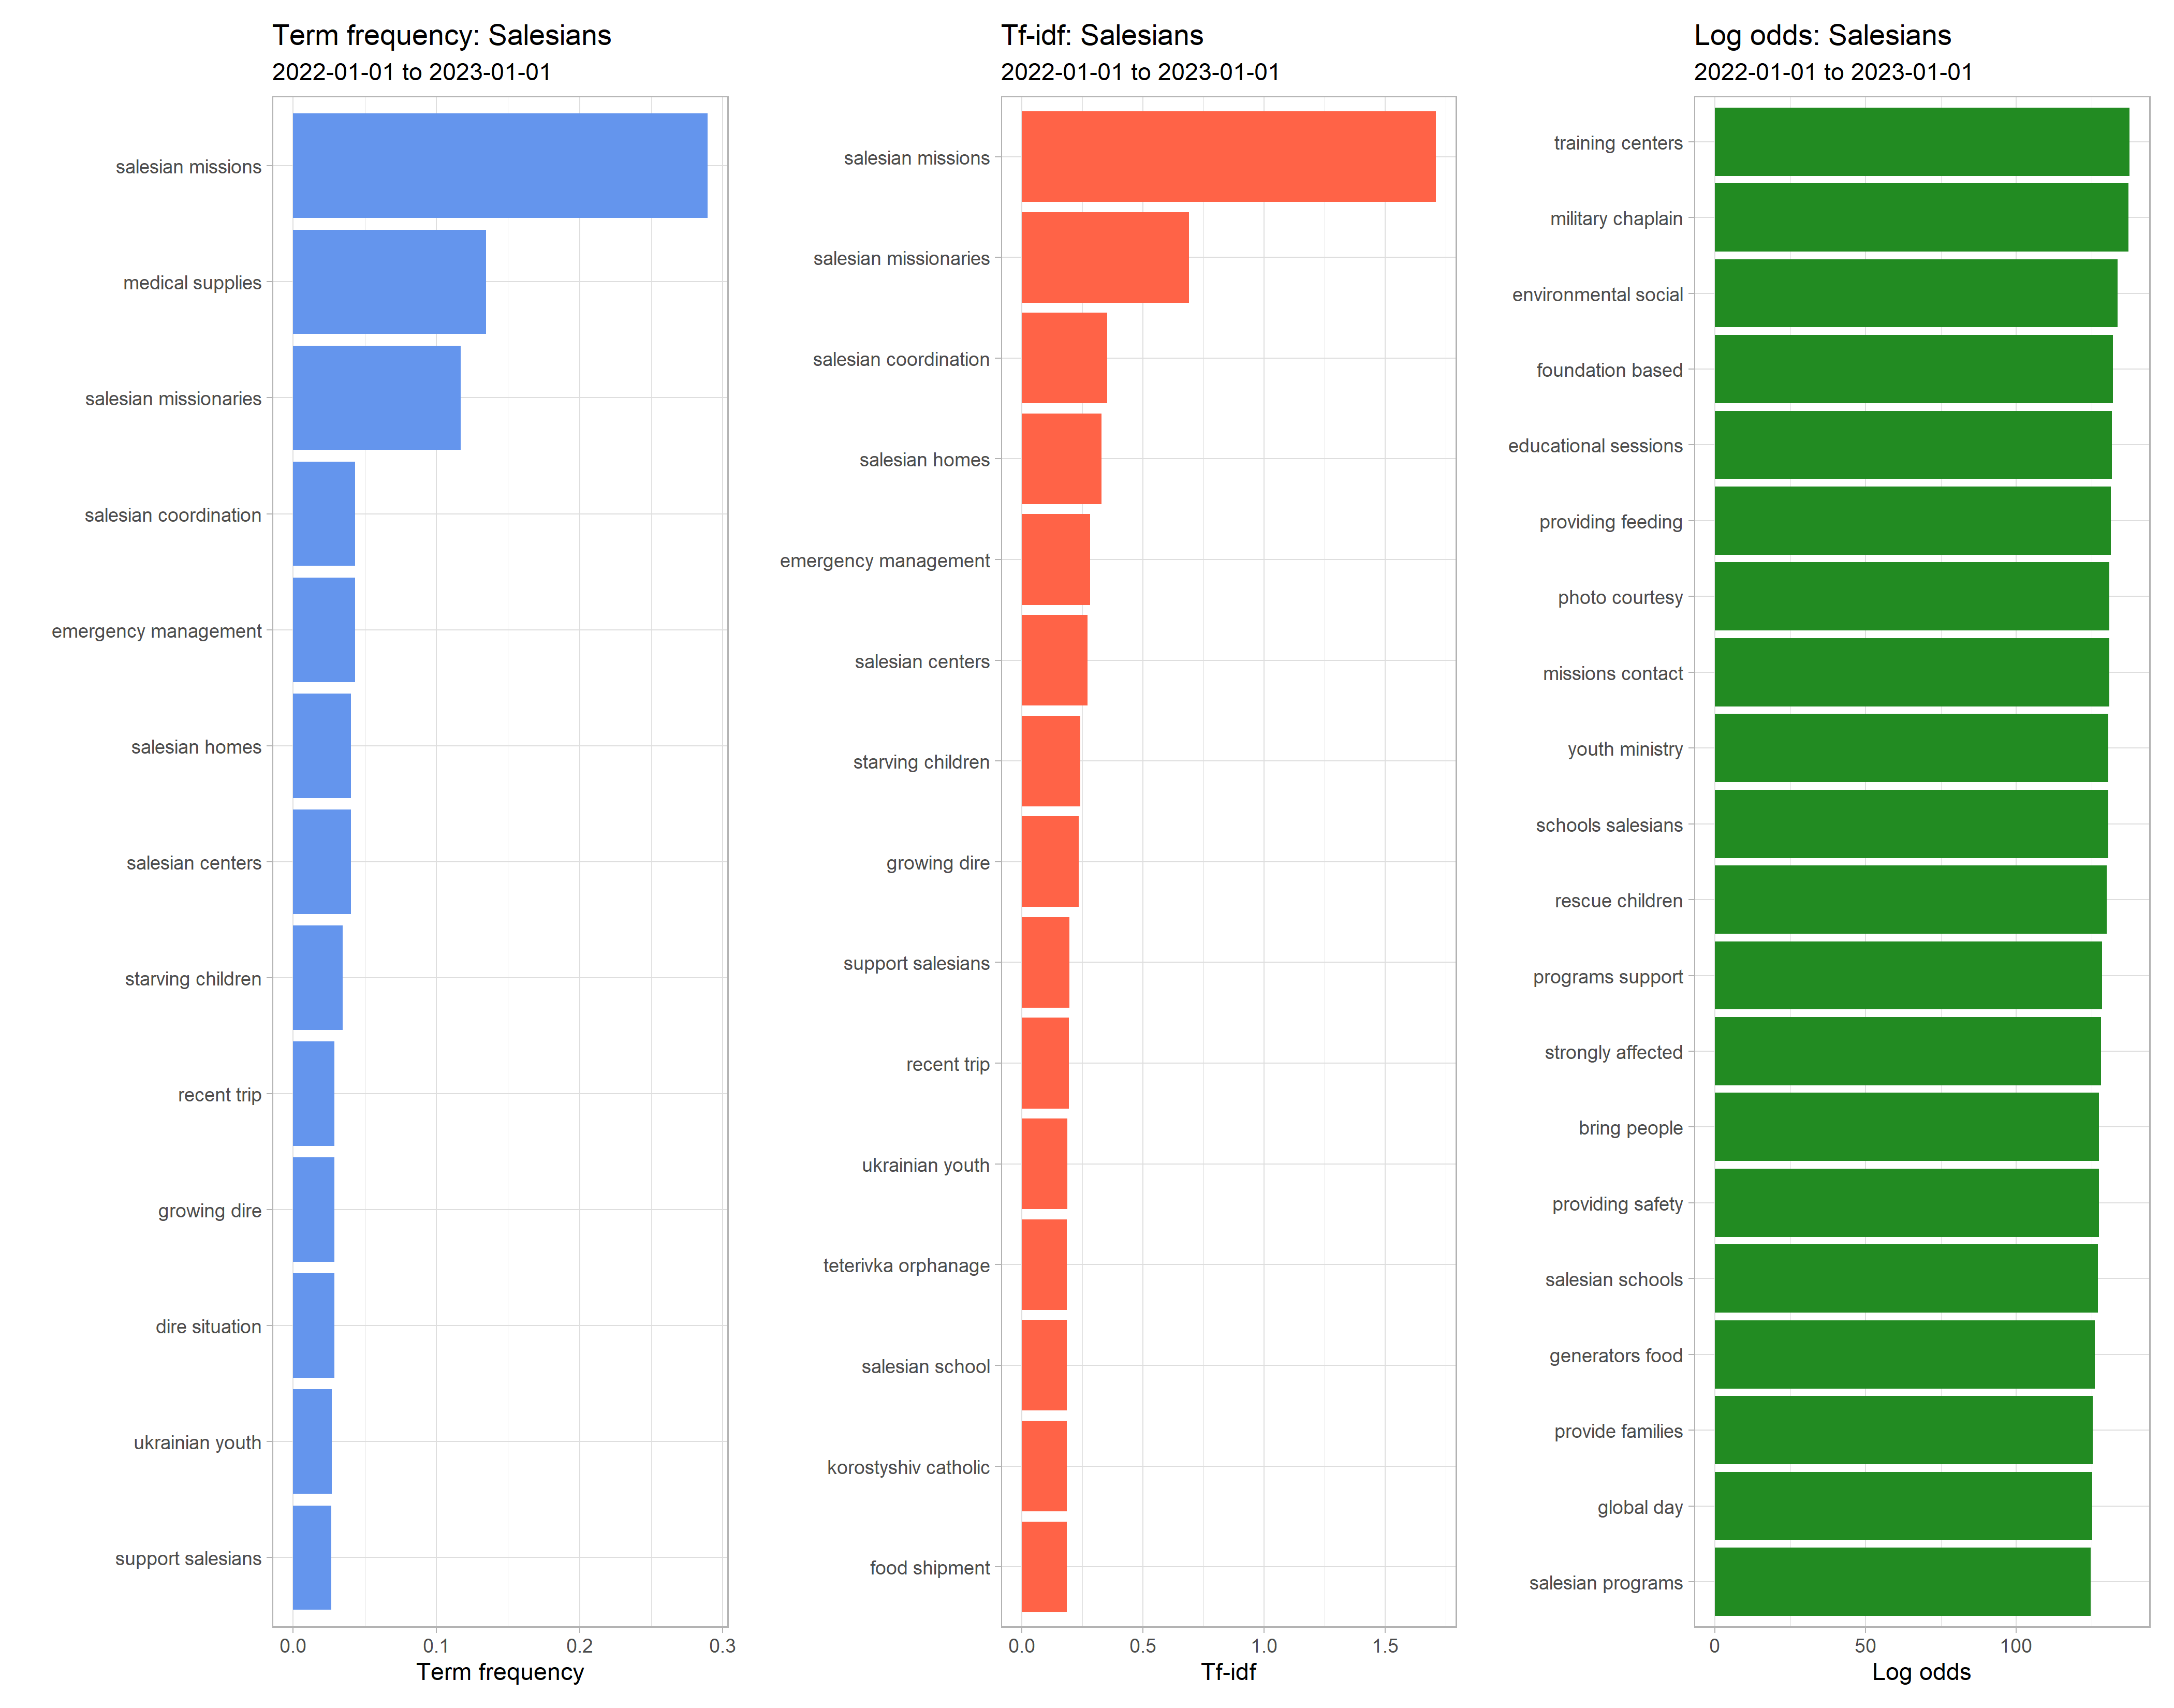 Term frequency: Salesians
2022-01-01 to 2023-01-01
salesian missions
medical supplies
salesian missionaries
salesian coordination
emergency management
salesian homes
salesian centers
starving children
recent trip
growing dire
dire situation
ukrainian youth
support salesians
0.0 0.1 0.2 0.3
Term frequency
Tf-idf: Salesians
2022-01-01 to 2023-01-01
salesian missions
salesian missionaries
salesian coordination
salesian homes
emergency management
salesian centers
starving children
growing dire
support salesians
recent trip
ukrainian youth
teterivka orphanage
salesian school
korostyshiv catholic
food shipment
0.0 0.5 1.0 1.5
Tf-idf
Log odds: Salesians
2022-01-01 to 2023-01-01
training centers
military chaplain
environmental social
foundation based
educational sessions
providing feeding
photo courtesy
missions contact
youth ministry
schools salesians
rescue children
programs support
strongly affected
bring people
providing safety
salesian schools
generators food
provide families
global day
salesian programs
0 50 100
Log odds